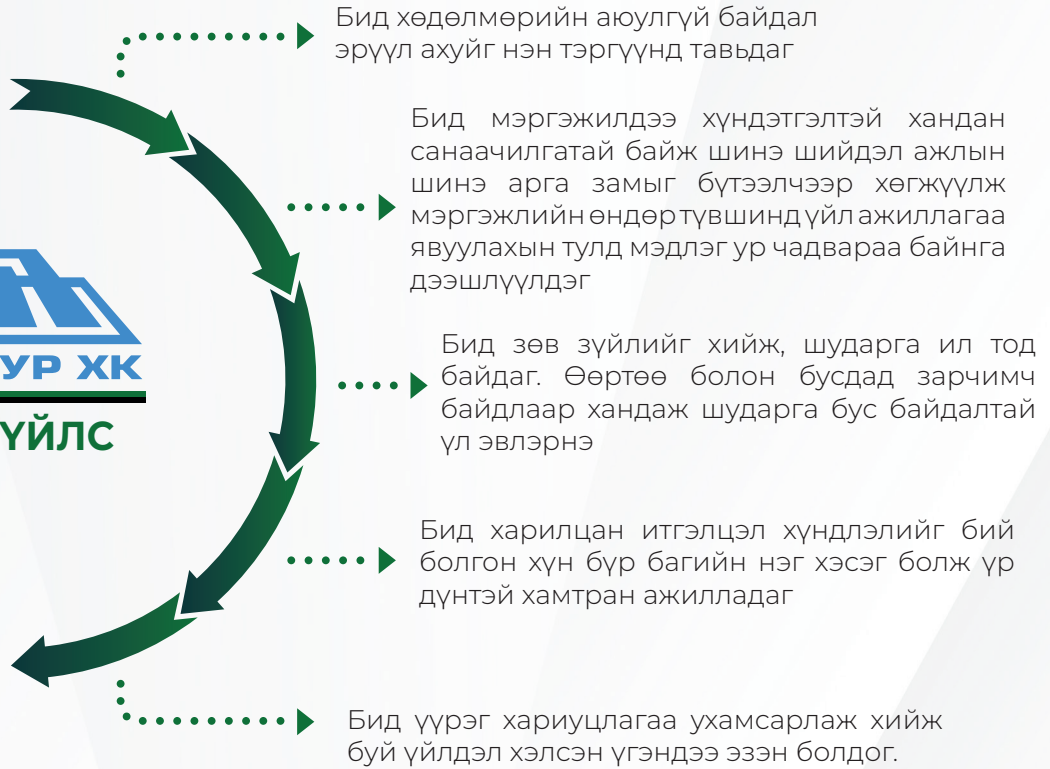 Бид хөдөлмөрийн аюулгүй байдал
эрүүл ахуйг нэн тэргүүнд тавьдаг
Бид мэргэжилдээ хүндэтгэлтэй хандан
санаачилгатай байж шинэ шийдэл ажлын
шинэ арга замыг бүтээлчээр хөгжүүлж
мэргэжлийн өндөр түвшинд үйл ажиллагаа
явуулахын тулд мэдлэг ур чадвараа байнга
дээшлүүлдэг
УР ХК
ҮЙЛС
Бид зөв зүйлийг хийж, шударга ил тод
байдаг. Өөртөө болон бусдад зарчимч
байдлаар хандаж шударга бус байдалтай
үл эвлэрнэ
Бид харилцан итгэлцэл хүндлэлийг бий
болгон хүн бүр багийн нэг хэсэг болж үр
дүнтэй хамтран ажилладаг
Бид үүрэг хариуцлагаа ухамсарлаж хийж
буй үйлдэл хэлсэн үгэндээ эзэн болдог.